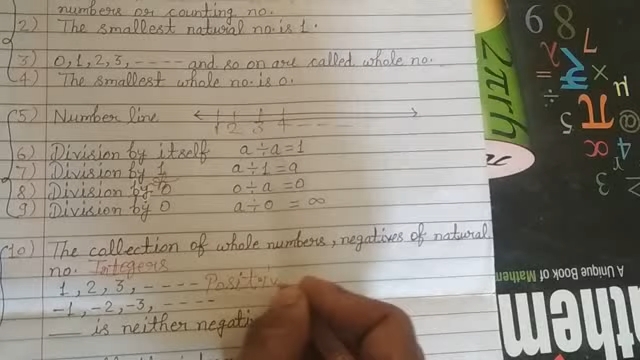 numbers or counting no.
2) The smallest natural no. is 1.
3) 0, 1, 2, 3, ---- and so on are called whole no.
4) The smallest whole no. is 0.
5) Number line 1 2 3 4 -----
6) Division by itself a÷a=1
7) Division by 1 a÷1=a
8) Division by 0 0÷a=0
9) Division by 0 a÷0 = ∞
10) The collection of whole numbers, negatives of natural
no. Integers
1, 2, 3, ----- Positiv
-1, -2, -3, -----
__ is neither negati
2πrh
A Unique Book of Mathem
them